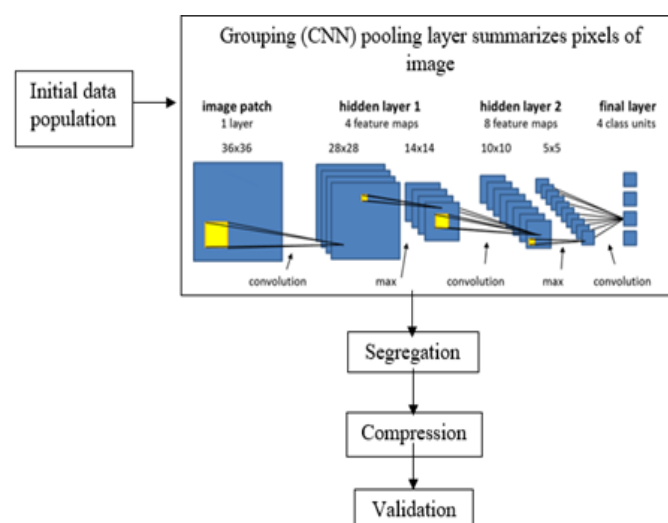 Grouping (CNN) pooling layer summarizes pixels of
image
Initial data
population
image patch
1 layer
hidden layer 1
4 feature maps
hidden layer 2
8 feature maps
final layer
4 class units
36x36
28x28
14x14
10x10
5x5
convolution
max
convolution
max
convolution
Segregation
Compression
Validation